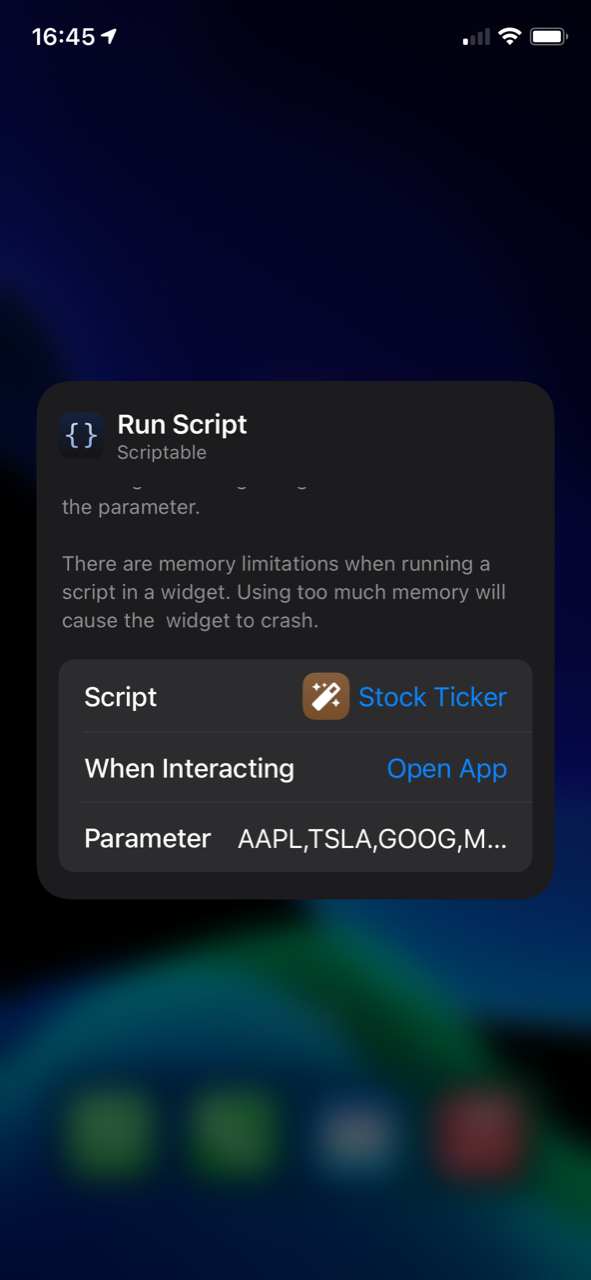 16:45
{}
Run Script
Scriptable
the parameter.
There are memory limitations when running a
script in a widget. Using too much memory will
cause the  widget to crash.
Script Stock Ticker
When Interacting Open App
Parameter AAPL,TSLA,GOOG,M...